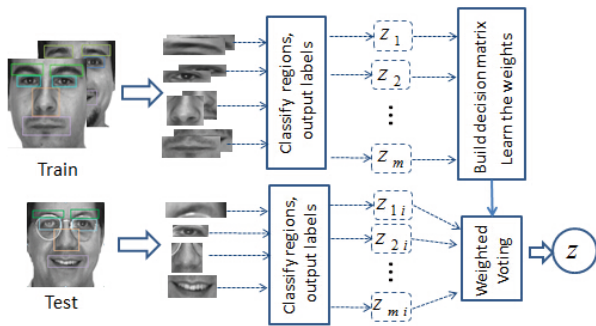 Train
Classify regions,
output labels
Z 1
Z 2
...
Z m
Build decision matrix
Learn the weights
Test
Classify regions,
output labels
Z 1 i
Z 2 i
...
Z m i
Weighted
Voting
z